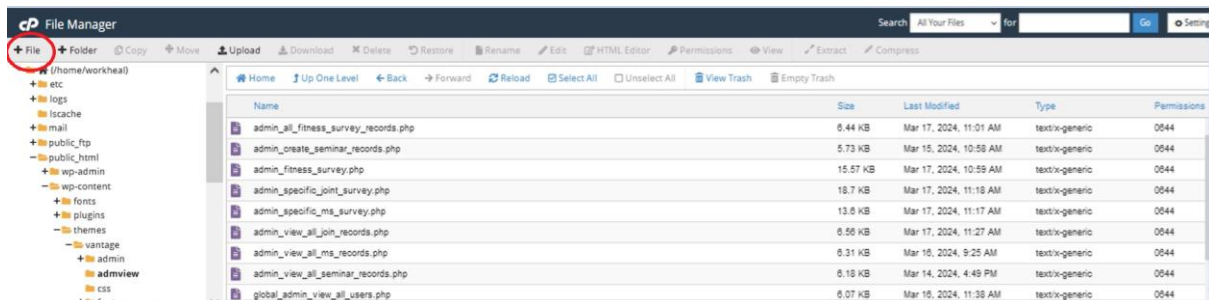 cP File Manager Search All Your Files for Go Setting
+ File + Folder Copy Move Upload Download Delete Restore Rename Edit HTML Editor Permissions View Extract Compress
(/home/workheal)
etc
logs
lscache
mail
public_ftp
public_html
wp-admin
wp-content
fonts
plugins
themes
vantage
admin
admview
css
Home Up One Level Back Forward Reload Select All Unselect All View Trash Empty Trash
Name Size Last Modified Type Permissions
admin_all_fitness_survey_records.php 6.44 KB Mar 17, 2024, 11:01 AM text/x-generic 0644
admin_create_seminar_records.php 5.73 KB Mar 15, 2024, 10:58 AM text/x-generic 0644
admin_fitness_survey.php 15.57 KB Mar 17, 2024, 10:59 AM text/x-generic 0644
admin_specific_joint_survey.php 18.7 KB Mar 17, 2024, 11:18 AM text/x-generic 0644
admin_specific_ms_survey.php 13.6 KB Mar 17, 2024, 11:17 AM text/x-generic 0644
admin_view_all_join_records.php 6.56 KB Mar 17, 2024, 11:27 AM text/x-generic 0644
admin_view_all_ms_records.php 6.31 KB Mar 16, 2024, 9:25 AM text/x-generic 0644
admin_view_all_seminar_records.php 6.18 KB Mar 14, 2024, 4:49 PM text/x-generic 0644
global_admin_view_all_users.php 6.07 KB Mar 16, 2024, 11:38 AM text/x-generic 0644